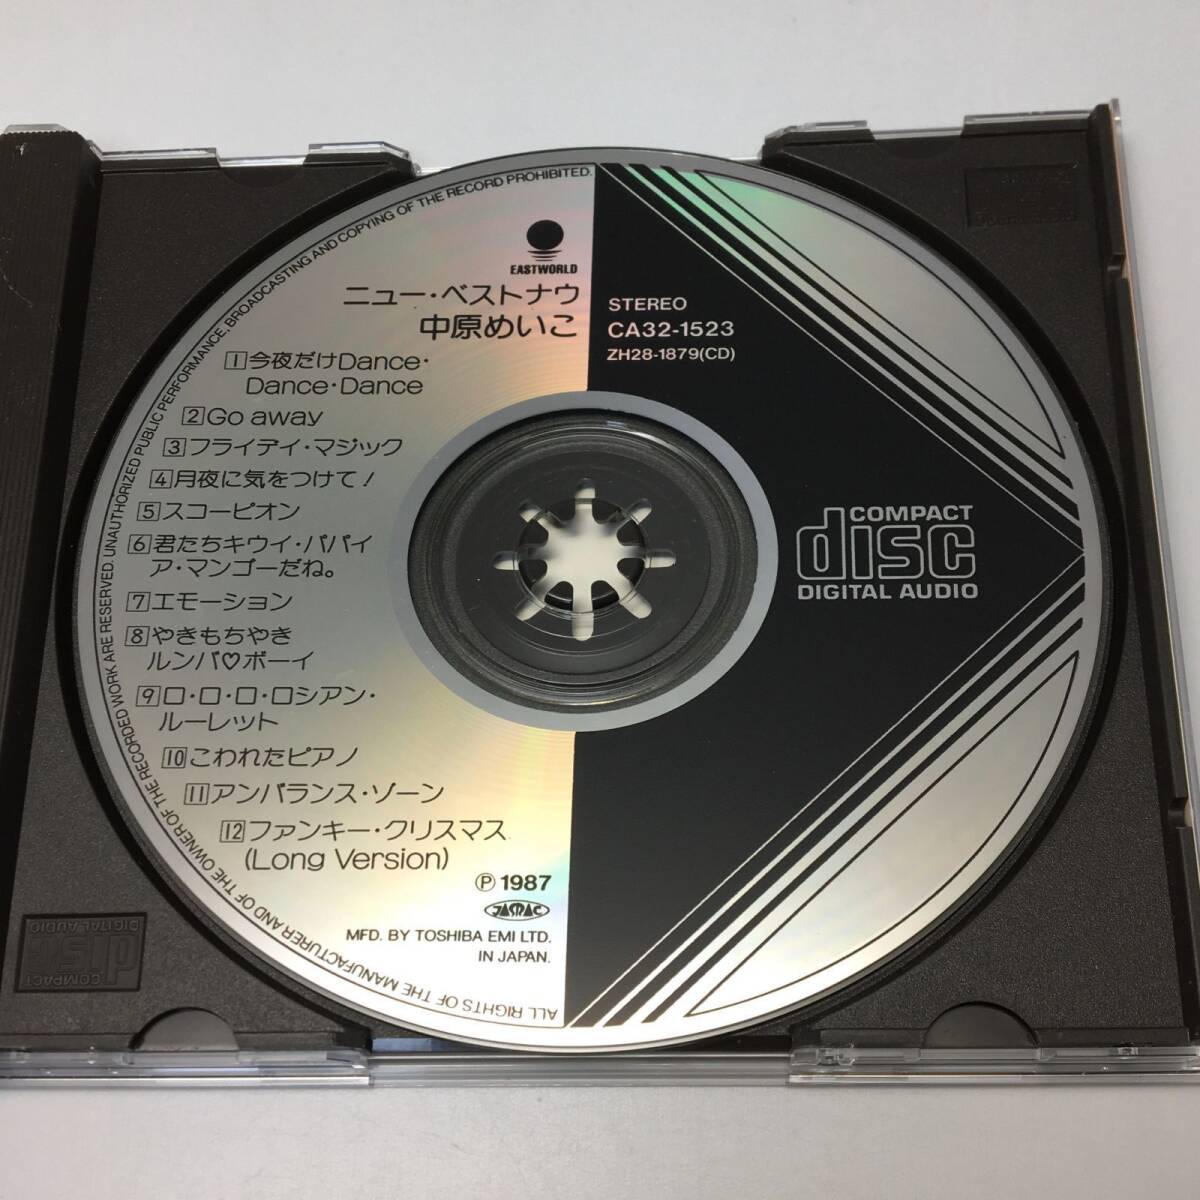 EASTWORLD
ニュー・ベストナウ
中原めいこ
1 今夜だけDance・
Dance・Dance
2 Go away
3 フライデイ・マジック
4 月夜に気をつけて!
5 スコーピオン
6 君たちキウイ・パパイ
ア・マンゴーだね。
7 エモーション
8 やきもちやき
ルンバ♡ボーイ
9 ロ・ロ・ロ・ロシアン・
ルーレット
10 こわれたピアノ
11 アンバランス・ゾーン
12 ファンキー・クリスマス
(Long Version)
Ⓟ 1987
JASRAC
MFD. BY TOSHIBA EMI LTD.
IN JAPAN.
STEREO
CA32-1523
ZH28-1879(CD)
COMPACT
disc
DIGITAL AUDIO
ALL RIGHTS OF THE MANUFACTURER AND OF THE OWNER OF THE RECORDED WORK ARE RESERVED. UNAUTHORIZED PUBLIC PERFORMANCE, BROADCASTING AND COPYING OF THE RECORD PROHIBITED.
COMPACT
disc
DIGITAL AUDIO